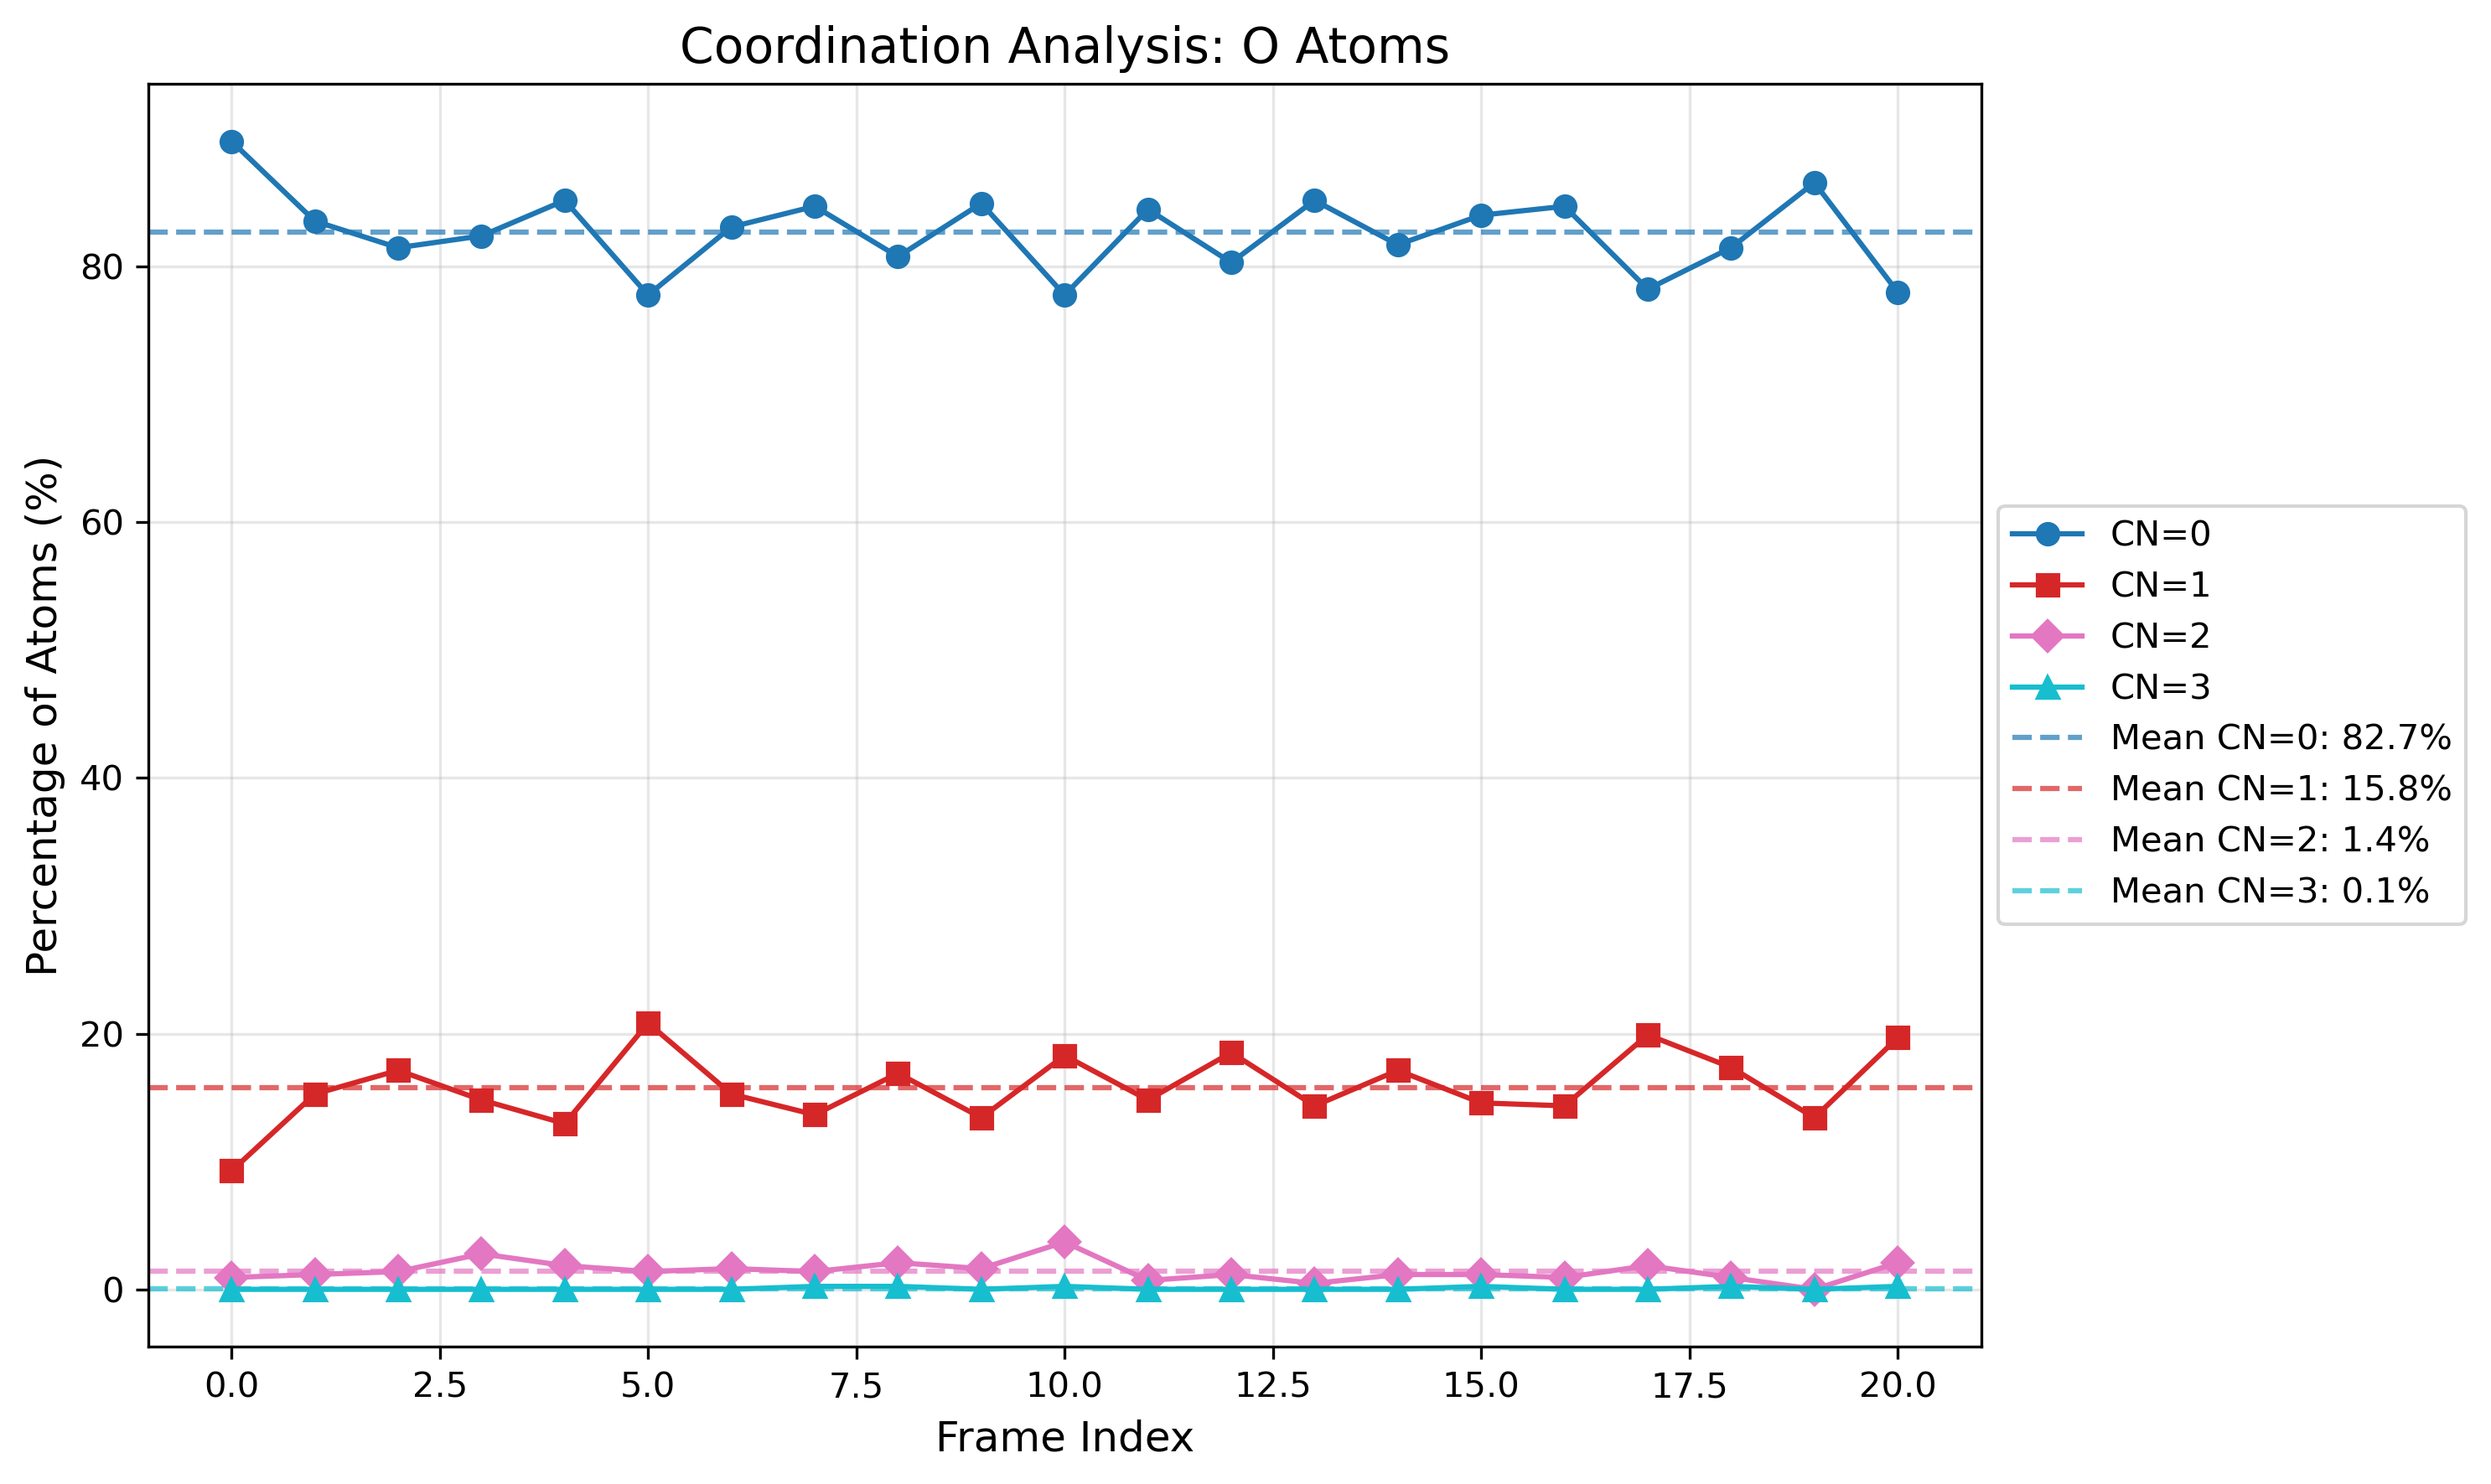 Coordination Analysis: O Atoms
Percentage of Atoms (%)
80
60
40
20
0
0.0 2.5 5.0 7.5 10.0 12.5 15.0 17.5 20.0
Frame Index
CN=0
CN=1
CN=2
CN=3
Mean CN=0: 82.7%
Mean CN=1: 15.8%
Mean CN=2: 1.4%
Mean CN=3: 0.1%